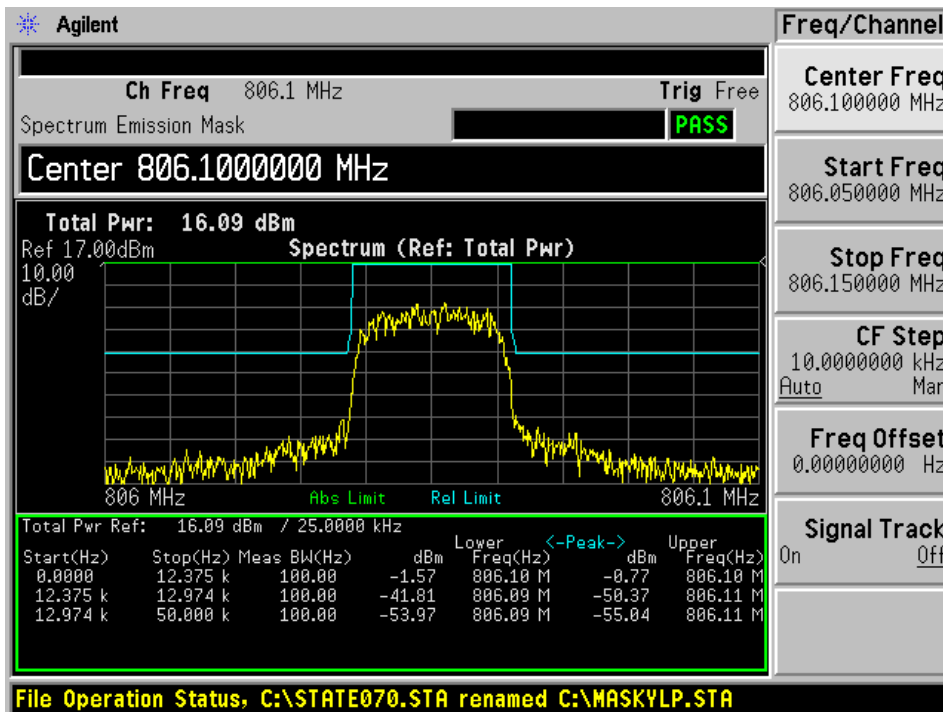 Agilent
Freq/Channel
Ch Freq 806.1 MHz Trig Free
Spectrum Emission Mask PASS
Center 806.1000000 MHz
Total Pwr: 16.09 dBm
Ref 17.00dBm Spectrum (Ref: Total Pwr)
10.00
dB/
806 MHz Abs Limit Rel Limit 806.1 MHz
Total Pwr Ref: 16.09 dBm / 25.0000 kHz
Lower <-Peak-> Upper
Start(Hz) Stop(Hz) Meas BW(Hz) dBm Freq(Hz) dBm Freq(Hz)
0.0000 12.375 k 100.00 -1.57 806.10 M -0.77 806.10 M
12.375 k 12.974 k 100.00 -41.81 806.09 M -50.37 806.11 M
12.974 k 50.000 k 100.00 -53.97 806.09 M -55.04 806.11 M
Center Freq
806.100000 MHz
Start Freq
806.050000 MHz
Stop Freq
806.150000 MHz
CF Step
10.0000000 kHz
Auto Man
Freq Offset
0.00000000 Hz
Signal Track
On Off
File Operation Status, C:\STATE070.STA renamed C:\MASKYLP.STA